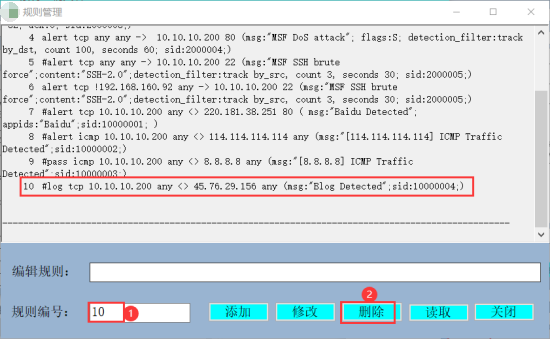 规则管理
4 alert tcp any any -> 10.10.10.200 80 (msg:"MSF DoS attack"; flags:S; detection_filter:track
by_dst, count 100, seconds 60; sid:2000004;)
5 #alert tcp any any -> 10.10.10.200 22 (msg:"MSF SSH brute
force";content:"SSH-2.0";detection_filter:track by_src, count 3, seconds 30; sid:2000005;)
6 alert tcp !192.168.160.92 any -> 10.10.10.200 22 (msg:"MSF SSH brute
force";content:"SSH-2.0";detection_filter:track by_src, count 3, seconds 30; sid:2000005;)
7 #alert tcp 10.10.10.200 any <> 220.181.38.251 80 ( msg:"Baidu Detected";
appids:"Baidu";sid:10000001; )
8 #alert icmp 10.10.10.200 any <> 114.114.114.114 any (msg:"[114.114.114.114] ICMP Traffic
Detected";sid:10000002;)
9 #pass icmp 10.10.10.200 any <> 8.8.8.8 any (msg:"[8.8.8.8] ICMP Traffic
Detected";sid:10000003;)
10 #log tcp 10.10.10.200 any <> 45.76.29.156 any (msg:"Blog Detected";sid:10000004;)
编辑规则：
2
规则编号： 10 1 添加 修改 删除 读取 关闭